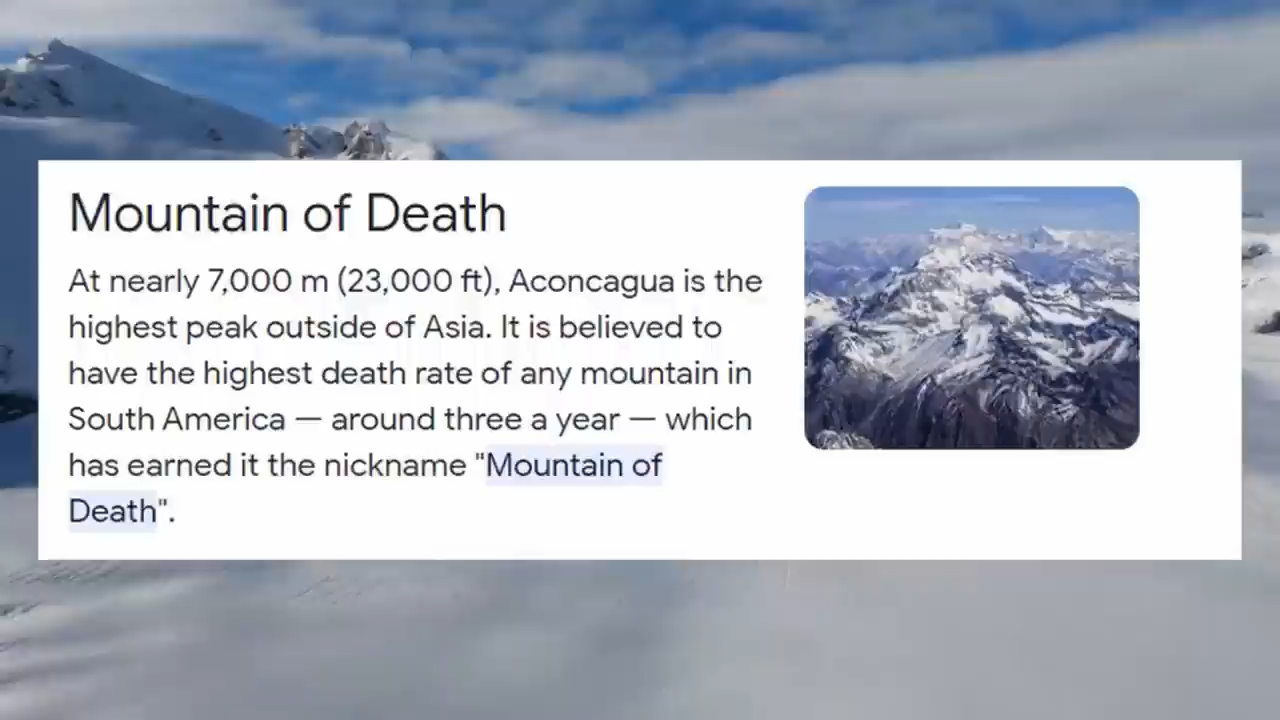 Mountain of Death
At nearly 7,000 m (23,000 ft), Aconcagua is the
highest peak outside of Asia. It is believed to
have the highest death rate of any mountain in
South America — around three a year — which
has earned it the nickname "Mountain of
Death".